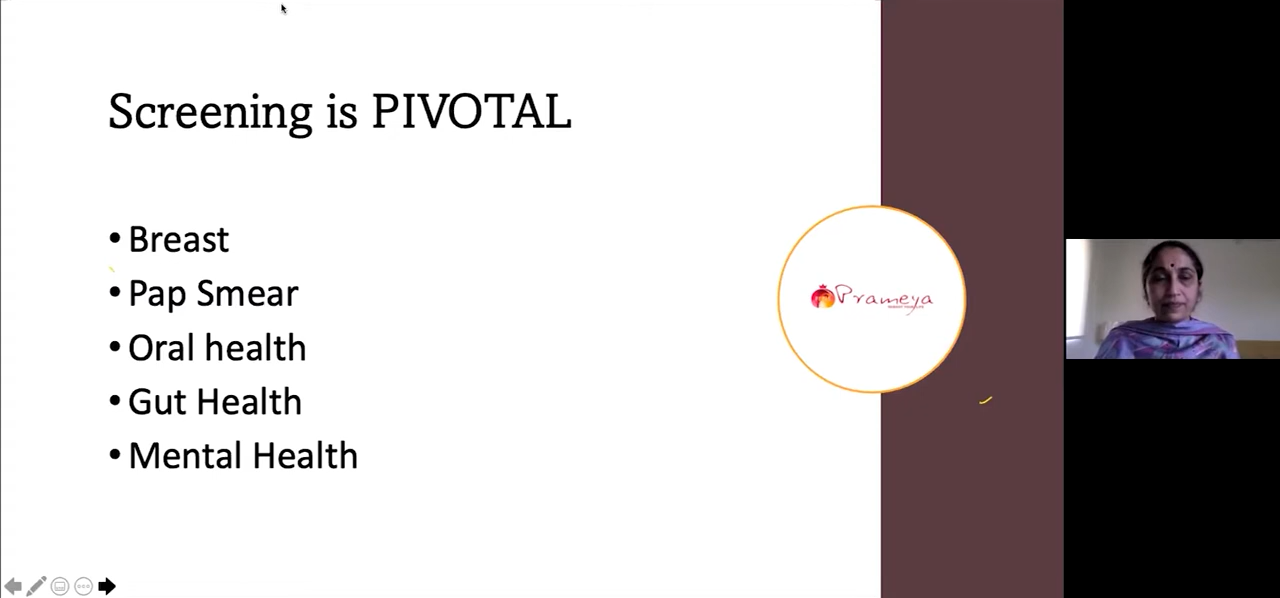 Screening is PIVOTAL
• Breast
• Pap Smear
• Oral health
• Gut Health
• Mental Health
Prameya